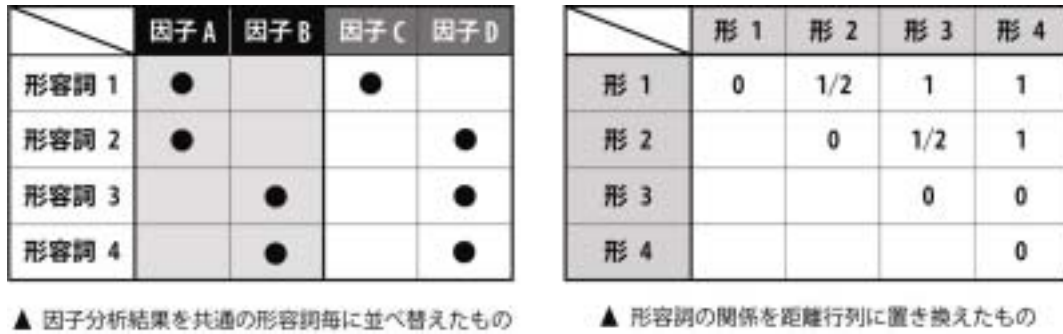 因子 A 因子 B 因子 C 因子 D
形容詞 1 ● ●
形容詞 2 ● ●
形容詞 3 ● ●
形容詞 4 ● ●
▲ 因子分析結果を共通の形容詞毎に並べ替えたもの
形 1 形 2 形 3 形 4
形 1 0 1/2 1 1
形 2 0 1/2 1
形 3 0 0
形 4 0
▲ 形容詞の関係を距離行列に置き換えたもの